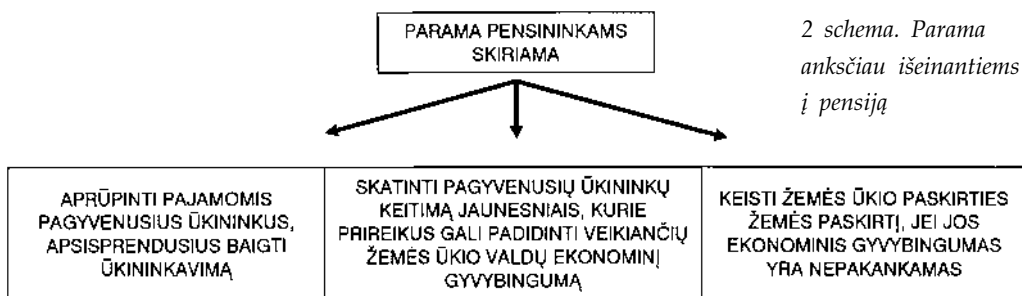 PARAMA PENSININKAMS
SKIRIAMA
2 schema. Parama
anksčiau išeinantiems
į pensiją
APRŪPINTI PAJAMOMIS
PAGYVENUSIUS ŪKININKUS,
APSISPRENDUSIUS BAIGTI
ŪKININKAVIMĄ
SKATINTI PAGYVENUSIŲ ŪKININKŲ
KEITIMĄ JAUNESNIAIS, KURIE
PRIREIKUS GALI PADIDINTI VEIKIANČIŲ
ŽEMĖS ŪKIO VALDŲ EKONOMINĮ
GYVYBINGUMĄ
KEISTI ŽEMĖS ŪKIO PASKIRTIES
ŽEMĖS PASKIRTĮ, JEI JOS
EKONOMINIS GYVYBINGUMAS
YRA NEPAKANKAMAS